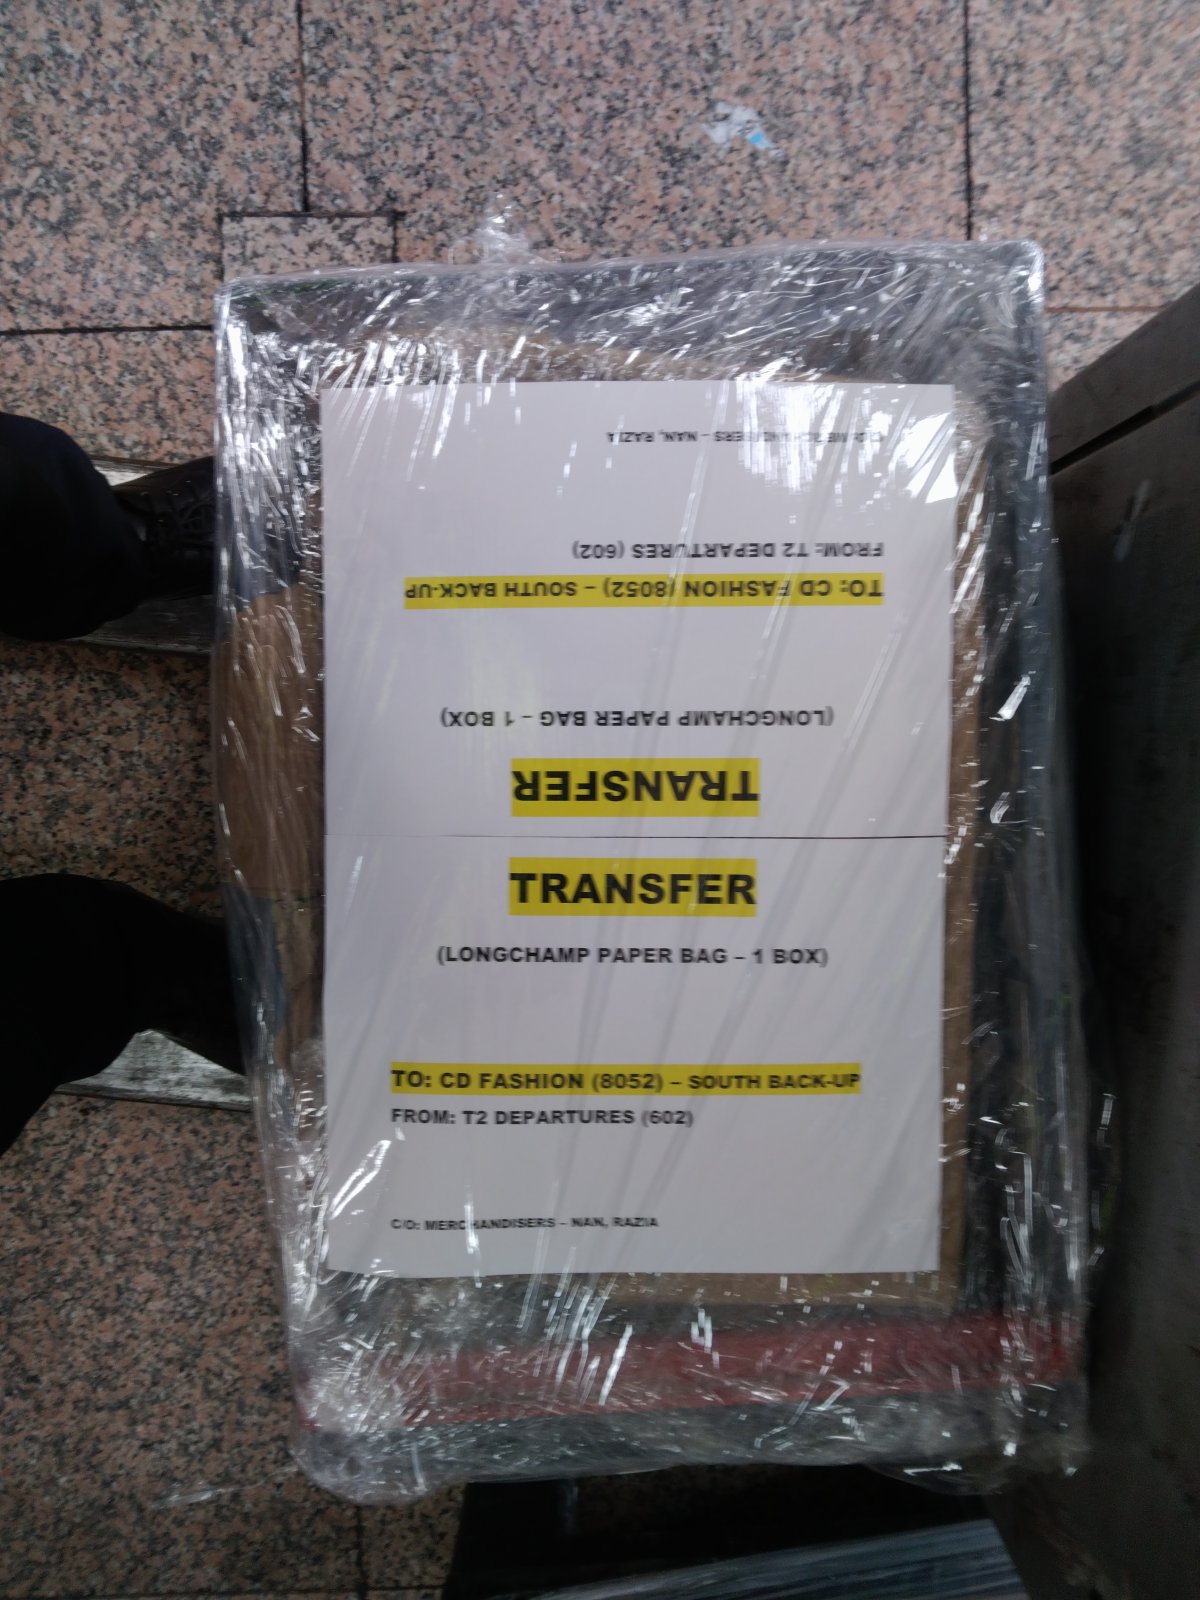 C/O: MERCHANDISERS – NAN, RAZIA
FROM: T2 DEPARTURES (602)
TO: CD FASHION (8052) – SOUTH BACK-UP
(LONGCHAMP PAPER BAG – 1 BOX)
TRANSFER
TRANSFER
(LONGCHAMP PAPER BAG – 1 BOX)
TO: CD FASHION (8052) – SOUTH BACK-UP
FROM: T2 DEPARTURES (602)
C/O: MERCHANDISERS – NAN, RAZIA